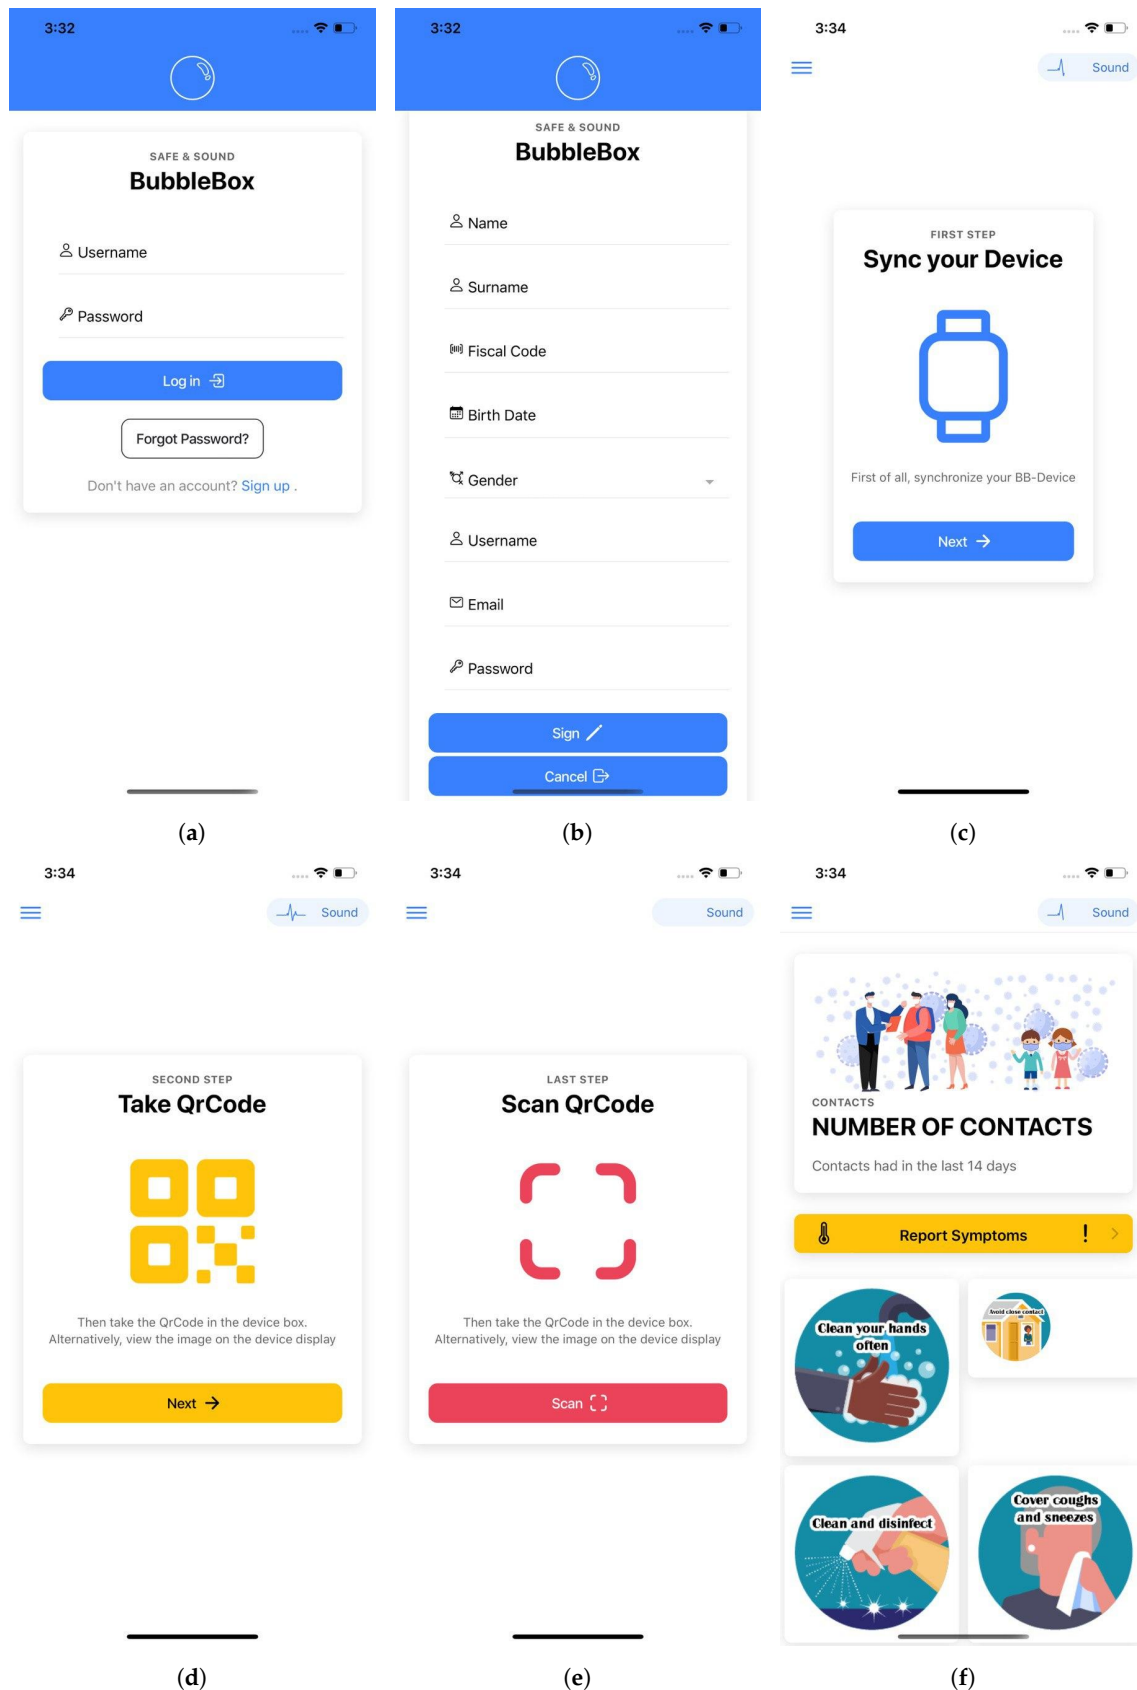 3:32
SAFE & SOUND
BubbleBox
Username
Password
Log in
Forgot Password?
Don't have an account? Sign up .
(a)
3:32
SAFE & SOUND
BubbleBox
Name
Surname
Fiscal Code
Birth Date
Gender
Username
Email
Password
Sign
Cancel
(b)
3:34
Sound
FIRST STEP
Sync your Device
First of all, synchronize your BB-Device
Next
(c)
3:34
Sound
SECOND STEP
Take QrCode
Then take the QrCode in the device box.
Alternatively, view the image on the device display
Next
(d)
3:34
Sound
LAST STEP
Scan QrCode
Then take the QrCode in the device box.
Alternatively, view the image on the device display
Scan
(e)
3:34
Sound
CONTACTS
NUMBER OF CONTACTS
Contacts had in the last 14 days
Report Symptoms
Clean your hands
often
Avoid close contact
Clean and disinfect
Cover coughs
and sneezes
(f)